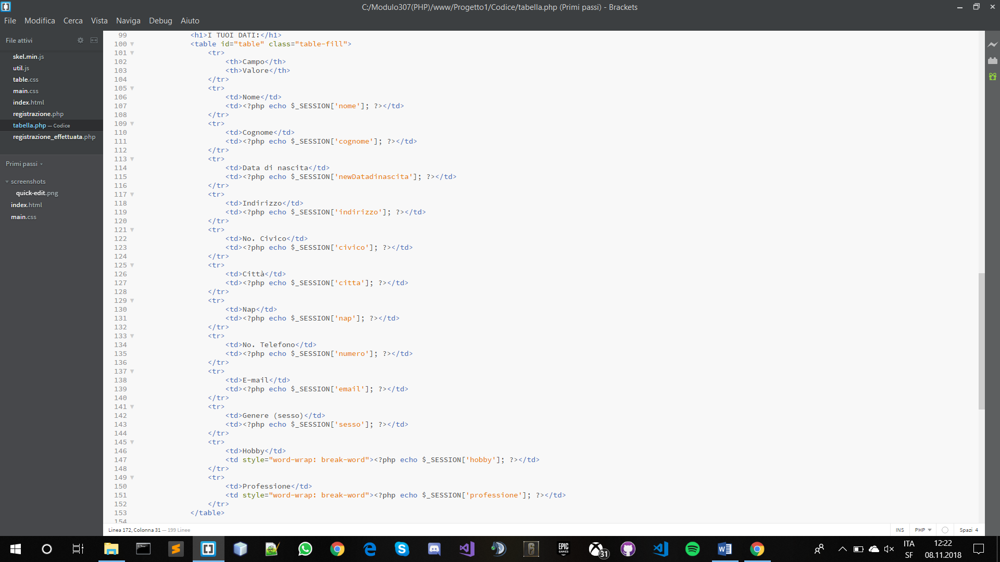 C:/Modulo307(PHP)/www/Progetto1/Codice/tabella.php (Primi passi) - Brackets
File Modifica Cerca Vista Naviga Debug Aiuto
File attivi
skel.min.js
util.js
table.css
main.css
index.html
registrazione.php
tabella.php — Codice
registrazione_effettuata.php
Primi passi
screenshots
quick-edit.png
index.html
main.css
99 <h1>I TUOI DATI:</h1>
100 <table id="table" class="table-fill">
101 <tr>
102 <th>Campo</th>
103 <th>Valore</th>
104 </tr>
105 <tr>
106 <td>Nome</td>
107 <td><?php echo $_SESSION['nome']; ?></td>
108 </tr>
109 <tr>
110 <td>Cognome</td>
111 <td><?php echo $_SESSION['cognome']; ?></td>
112 </tr>
113 <tr>
114 <td>Data di nascita</td>
115 <td><?php echo $_SESSION['newDatadinascita']; ?></td>
116 </tr>
117 <tr>
118 <td>Indirizzo</td>
119 <td><?php echo $_SESSION['indirizzo']; ?></td>
120 </tr>
121 <tr>
122 <td>No. Civico</td>
123 <td><?php echo $_SESSION['civico']; ?></td>
124 </tr>
125 <tr>
126 <td>Città</td>
127 <td><?php echo $_SESSION['citta']; ?></td>
128 </tr>
129 <tr>
130 <td>Nap</td>
131 <td><?php echo $_SESSION['nap']; ?></td>
132 </tr>
133 <tr>
134 <td>No. Telefono</td>
135 <td><?php echo $_SESSION['numero']; ?></td>
136 </tr>
137 <tr>
138 <td>E-mail</td>
139 <td><?php echo $_SESSION['email']; ?></td>
140 </tr>
141 <tr>
142 <td>Genere (sesso)</td>
143 <td><?php echo $_SESSION['sesso']; ?></td>
144 </tr>
145 <tr>
146 <td>Hobby</td>
147 <td style="word-wrap: break-word"><?php echo $_SESSION['hobby']; ?></td>
148 </tr>
149 <tr>
150 <td>Professione</td>
151 <td style="word-wrap: break-word"><?php echo $_SESSION['professione']; ?></td>
152 </tr>
153 </table>
154
Linea 172, Colonna 31 — 199 Linee
INS PHP Spazi 4
EPIC GAMES
31
ITA
SF
12:22
08.11.2018